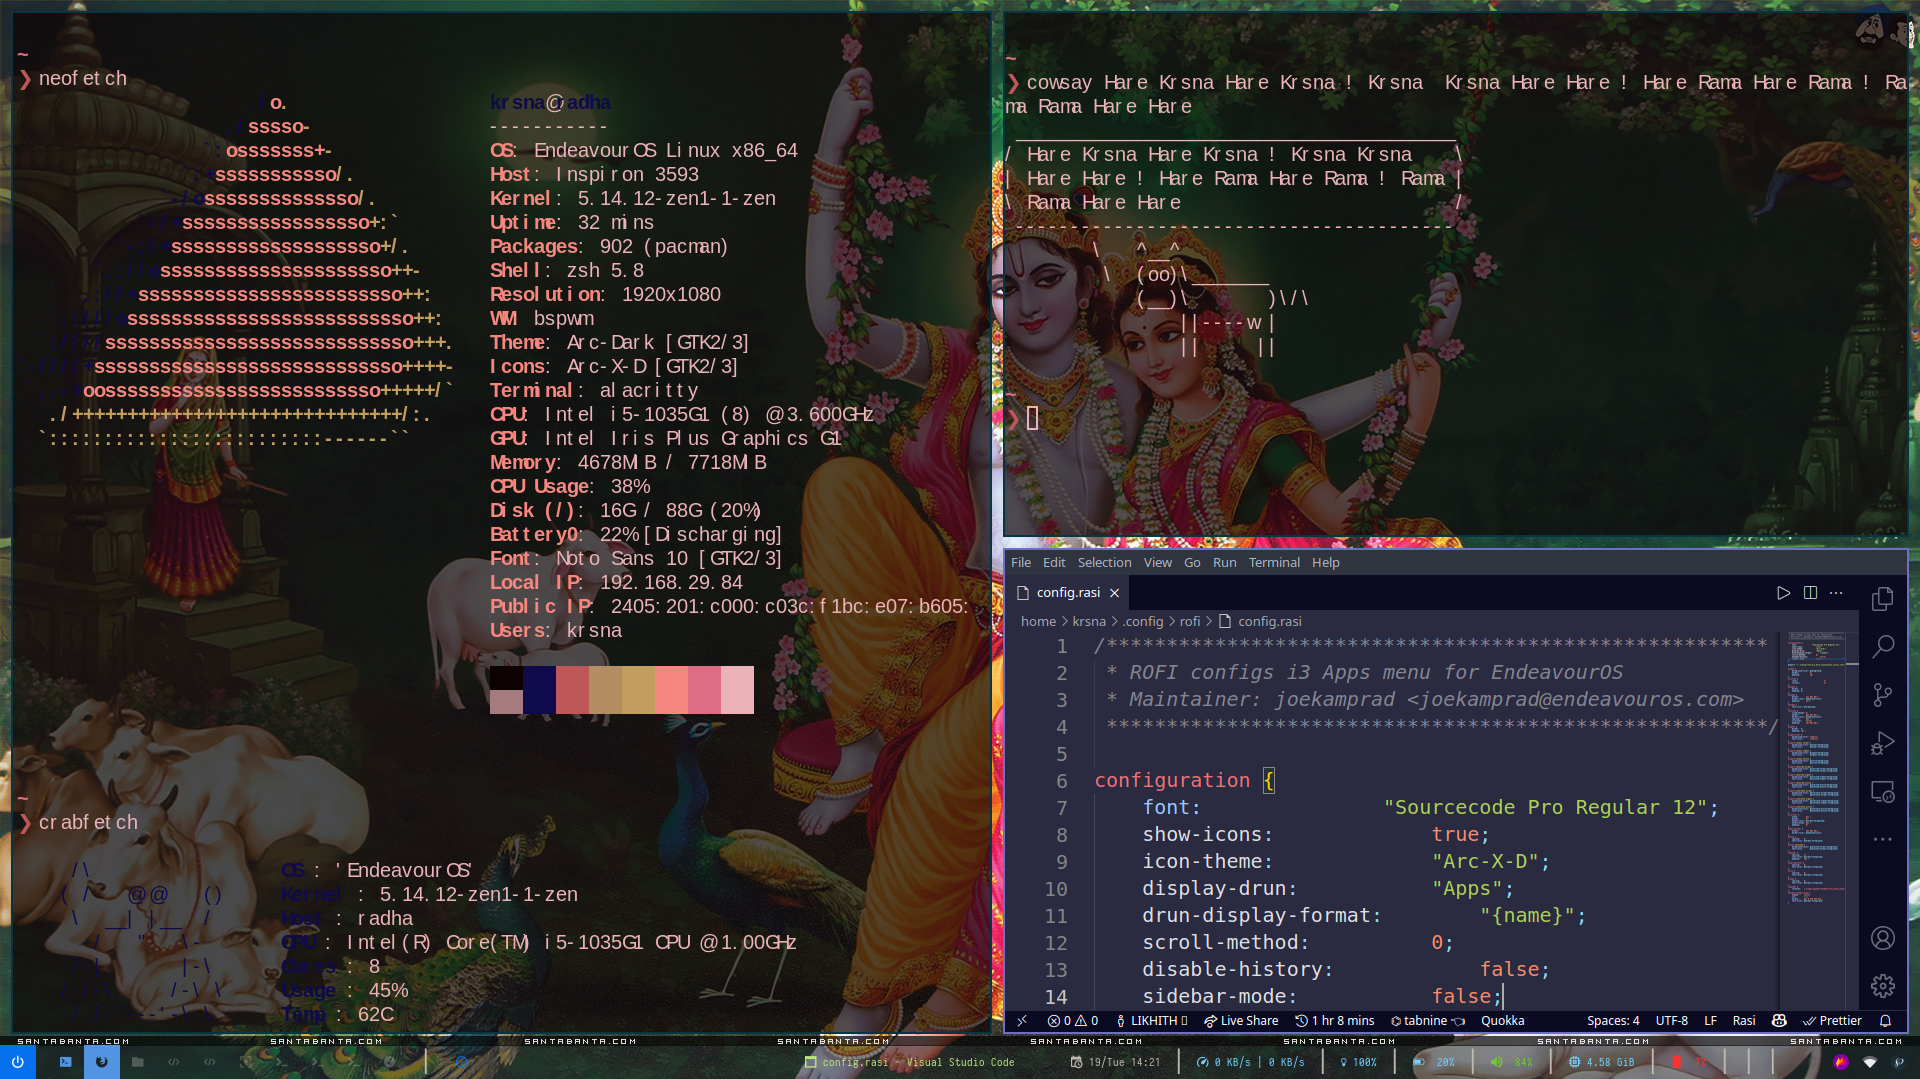 ~
❯ neofetch
krsna@radha
-----------
OS: EndeavourOS Linux x86_64
Host: Inspiron 3593
Kernel: 5.14.12-zen1-1-zen
Uptime: 32 mins
Packages: 902 (pacman)
Shell: zsh 5.8
Resolution: 1920x1080
WM: bspwm
Theme: Arc-Dark [GTK2/3]
Icons: Arc-X-D [GTK2/3]
Terminal: alacritty
CPU: Intel i5-1035G1 (8) @ 3.600GHz
GPU: Intel Iris Plus Graphics G1
Memory: 4678MiB / 7718MiB
CPU Usage: 38%
Disk (/): 16G / 88G (20%)
Battery0: 22% [Discharging]
Font: Noto Sans 10 [GTK2/3]
Local IP: 192.168.29.84
Public IP: 2405:201:c000:c03c:f1bc:e07:b605:
Users: krsna
~
❯ crabfetch
OS : 'EndeavourOS'
Kernel : 5.14.12-zen1-1-zen
Host : radha
CPU : Intel(R) Core(TM) i5-1035G1 CPU @ 1.00GHz
Cores : 8
Usage : 45%
Temp : 62C
~
❯ cowsay Hare Krsna Hare Krsna ! Krsna  Krsna Hare Hare ! Hare Rama Hare Rama ! Ra
ma Rama Hare Hare
/ Hare Krsna Hare Krsna ! Krsna Krsna \
| Hare Hare ! Hare Rama Hare Rama ! Rama |
\ Rama Hare Hare /
----------------------------------------
\ ^__^
\ (oo)\_______
(__)\ )\/\
||----w |
|| ||
~
❯
File Edit Selection View Go Run Terminal Help
config.rasi
home > krsna > .config > rofi > config.rasi
1 /*******************************************************
2 * ROFI configs i3 Apps menu for EndeavourOS
3 * Maintainer: joekamprad <joekamprad@endeavouros.com>
4 *******************************************************/
5
6 configuration {
7 font: "Sourcecode Pro Regular 12";
8 show-icons: true;
9 icon-theme: "Arc-X-D";
10 display-drun: "Apps";
11 drun-display-format: "{name}";
12 scroll-method: 0;
13 disable-history: false;
14 sidebar-mode: false;
0 0 LIKHITH Live Share 1 hr 8 mins tabnine Quokka Spaces: 4 UTF-8 LF Rasi Prettier
SANTABANTA.COM SANTABANTA.COM SANTABANTA.COM SANTABANTA.COM SANTABANTA.COM SANTABANTA.COM SANTABANTA.COM SANTABANTA.COM
config.rasi - Visual Studio Code 19/Tue 14:21 0 KB/s | 0 KB/s 100% 20% 84% 4.58 GiB 7%